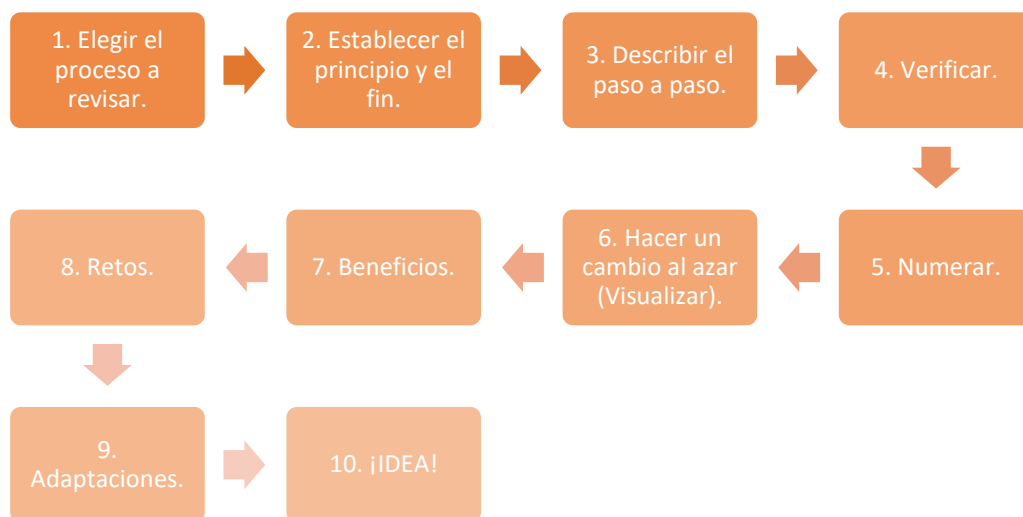 1. Elegir el
proceso a
revisar.
2. Establecer el
principio y el
fin.
3. Describir el
paso a paso.
4. Verificar.
5. Numerar.
6. Hacer un
cambio al azar
(Visualizar).
7. Beneficios.
8. Retos.
9.
Adaptaciones.
10. ¡IDEA!